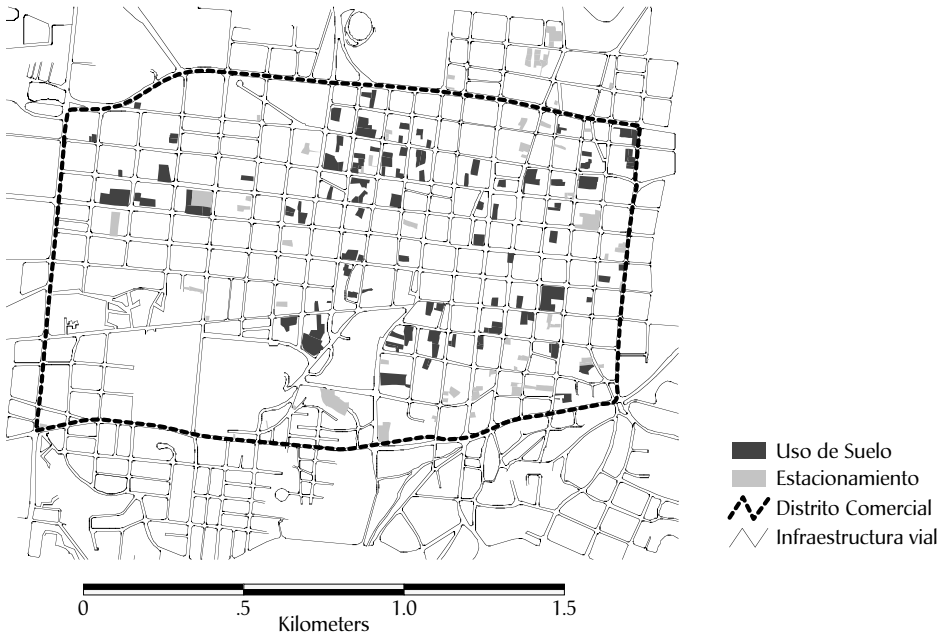 Uso de Suelo
Estacionamiento
Distrito Comercial
Infraestructura vial
0 .5 1.0 1.5
Kilometers